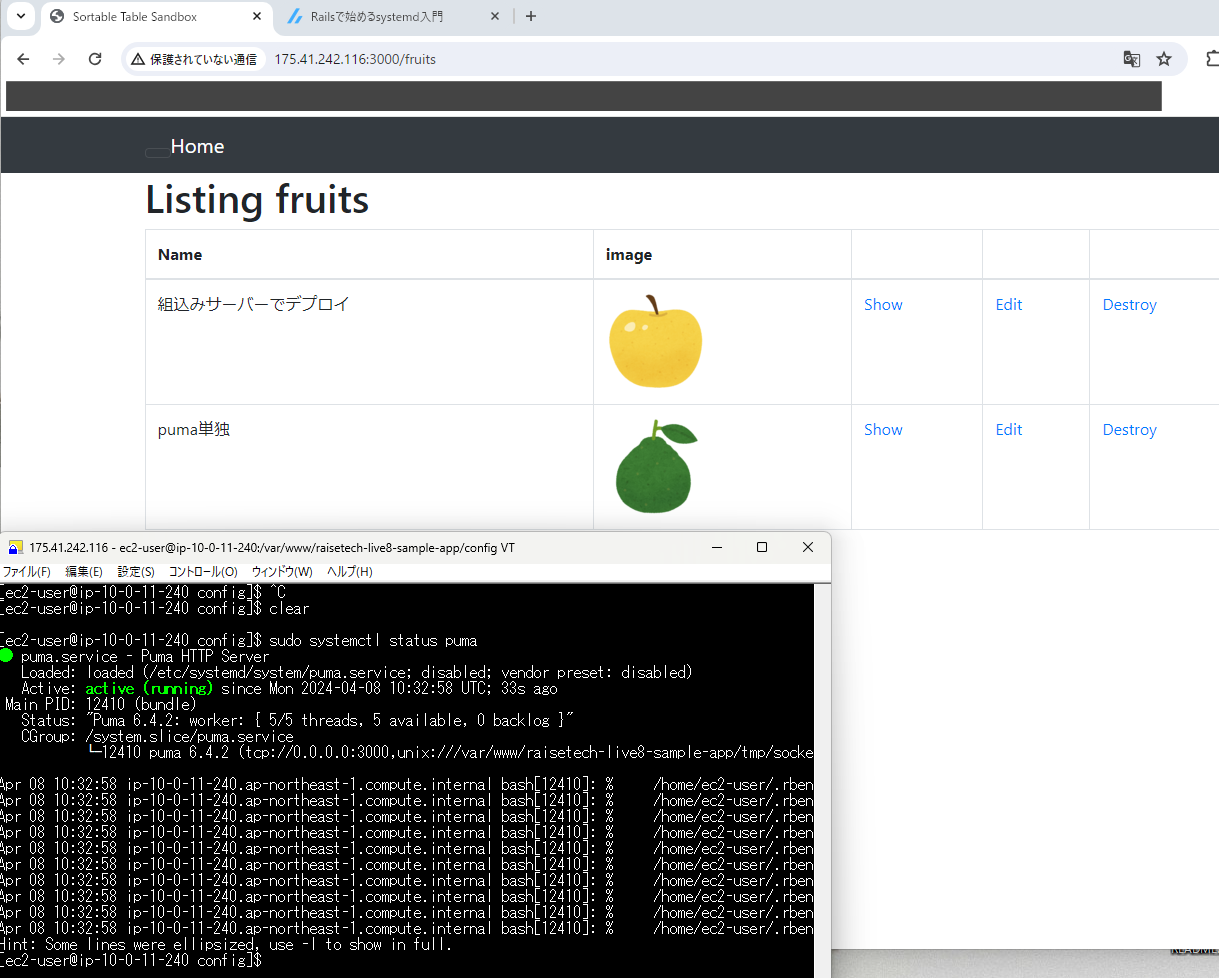 Sortable Table Sandbox
Railsで始めるsystemd入門
保護されていない通信
175.41.242.116:3000/fruits
Home
Listing fruits
Name image
組込みサーバーでデプロイ Show Edit Destroy
puma単独 Show Edit Destroy
175.41.242.116 - ec2-user@ip-10-0-11-240:/var/www/raisetech-live8-sample-app/config VT
ファイル(F) 編集(E) 設定(S) コントロール(O) ウィンドウ(W) ヘルプ(H)
[ec2-user@ip-10-0-11-240 config]$ ^C
[ec2-user@ip-10-0-11-240 config]$ clear
[ec2-user@ip-10-0-11-240 config]$ sudo systemctl status puma
● puma.service - Puma HTTP Server
Loaded: loaded (/etc/systemd/system/puma.service; disabled; vendor preset: disabled)
Active: active (running) since Mon 2024-04-08 10:32:58 UTC; 33s ago
Main PID: 12410 (bundle)
Status: "Puma 6.4.2: worker: { 5/5 threads, 5 available, 0 backlog }"
CGroup: /system.slice/puma.service
└─12410 puma 6.4.2 (tcp://0.0.0.0:3000,unix:///var/www/raisetech-live8-sample-app/tmp/socke
Apr 08 10:32:58 ip-10-0-11-240.ap-northeast-1.compute.internal bash[12410]: % /home/ec2-user/.rben
Apr 08 10:32:58 ip-10-0-11-240.ap-northeast-1.compute.internal bash[12410]: % /home/ec2-user/.rben
Apr 08 10:32:58 ip-10-0-11-240.ap-northeast-1.compute.internal bash[12410]: % /home/ec2-user/.rben
Apr 08 10:32:58 ip-10-0-11-240.ap-northeast-1.compute.internal bash[12410]: % /home/ec2-user/.rben
Apr 08 10:32:58 ip-10-0-11-240.ap-northeast-1.compute.internal bash[12410]: % /home/ec2-user/.rben
Apr 08 10:32:58 ip-10-0-11-240.ap-northeast-1.compute.internal bash[12410]: % /home/ec2-user/.rben
Apr 08 10:32:58 ip-10-0-11-240.ap-northeast-1.compute.internal bash[12410]: % /home/ec2-user/.rben
Apr 08 10:32:58 ip-10-0-11-240.ap-northeast-1.compute.internal bash[12410]: % /home/ec2-user/.rben
Apr 08 10:32:58 ip-10-0-11-240.ap-northeast-1.compute.internal bash[12410]: % /home/ec2-user/.rben
Apr 08 10:32:58 ip-10-0-11-240.ap-northeast-1.compute.internal bash[12410]: % /home/ec2-user/.rben
Hint: Some lines were ellipsized, use -l to show in full.
[ec2-user@ip-10-0-11-240 config]$